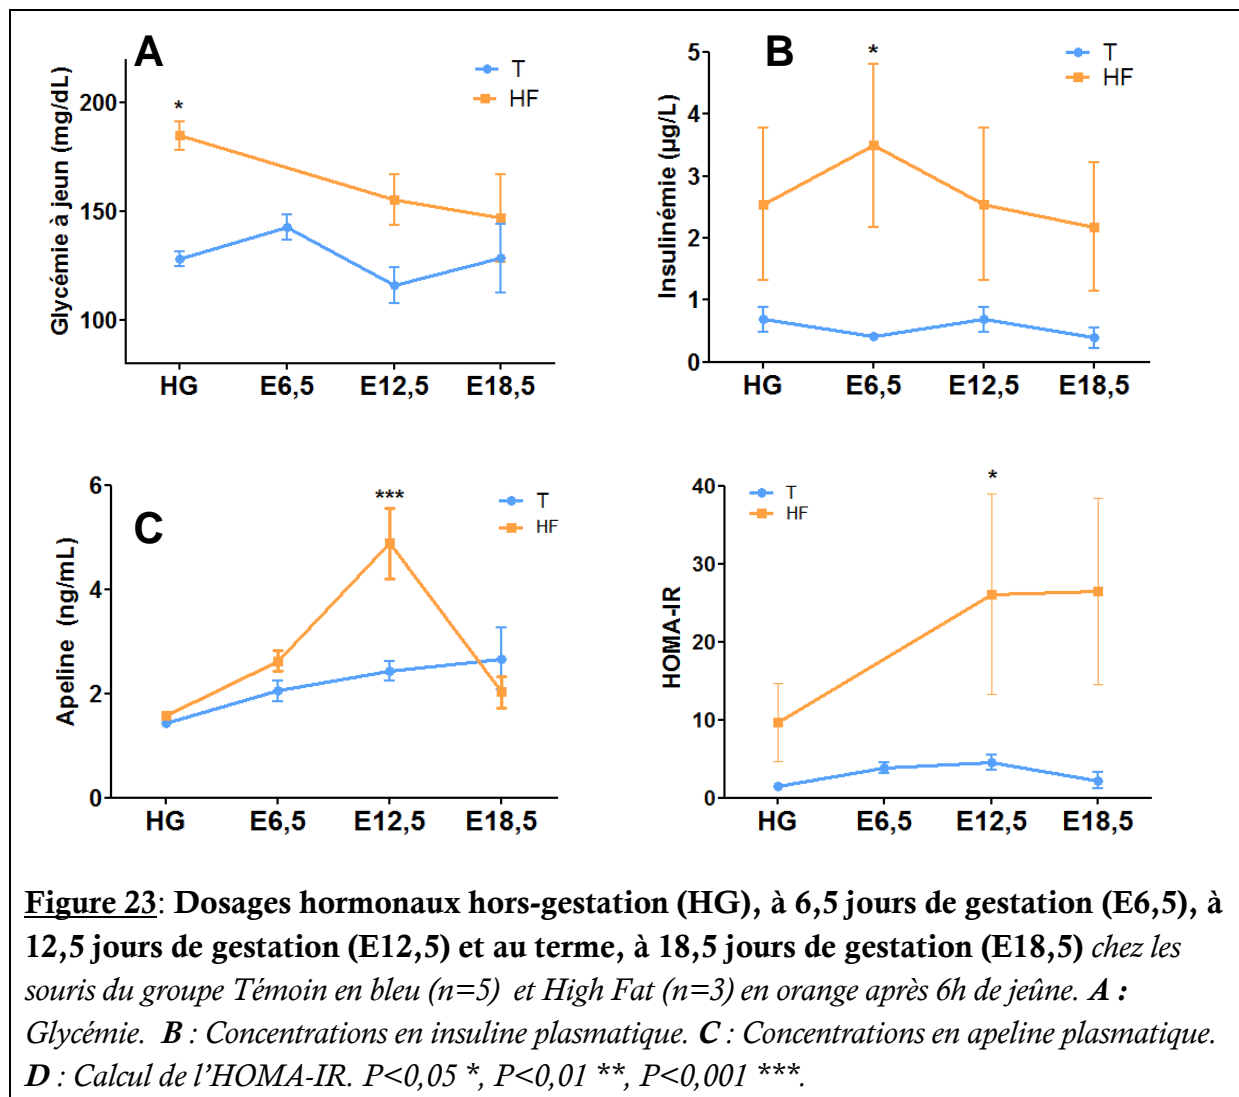 A
Glycémie à jeun (mg/dL)
200
150
100
*
T
HF
HG E6,5 E12,5 E18,5
B
Insulinémie (µg/L)
5
4
3
2
1
0
*
T
HF
HG E6,5 E12,5 E18,5
C
Apeline (ng/mL)
6
4
2
0
***
T
HF
HG E6,5 E12,5 E18,5
HOMA-IR
40
30
20
10
0
*
T
HF
HG E6,5 E12,5 E18,5
Figure 23: Dosages hormonaux hors-gestation (HG), à 6,5 jours de gestation (E6,5), à
12,5 jours de gestation (E12,5) et au terme, à 18,5 jours de gestation (E18,5) chez les
souris du groupe Témoin en bleu (n=5) et High Fat (n=3) en orange après 6h de jeûne. A :
Glycémie. B : Concentrations en insuline plasmatique. C : Concentrations en apeline plasmatique.
D : Calcul de l'HOMA-IR. P<0,05 *, P<0,01 **, P<0,001 ***.